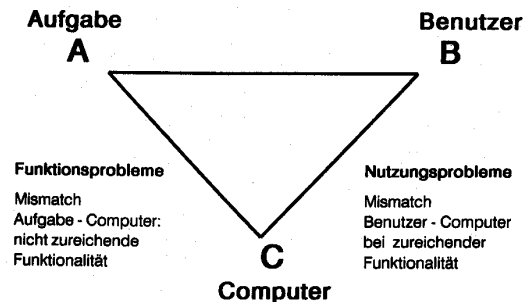 Aufgabe
A
Benutzer
B
Funktionsprobleme
Mismatch
Aufgabe - Computer:
nicht zureichende
Funktionalität
Nutzungsprobleme
Mismatch
Benutzer - Computer
bei zureichender
Funktionalität
C
Computer